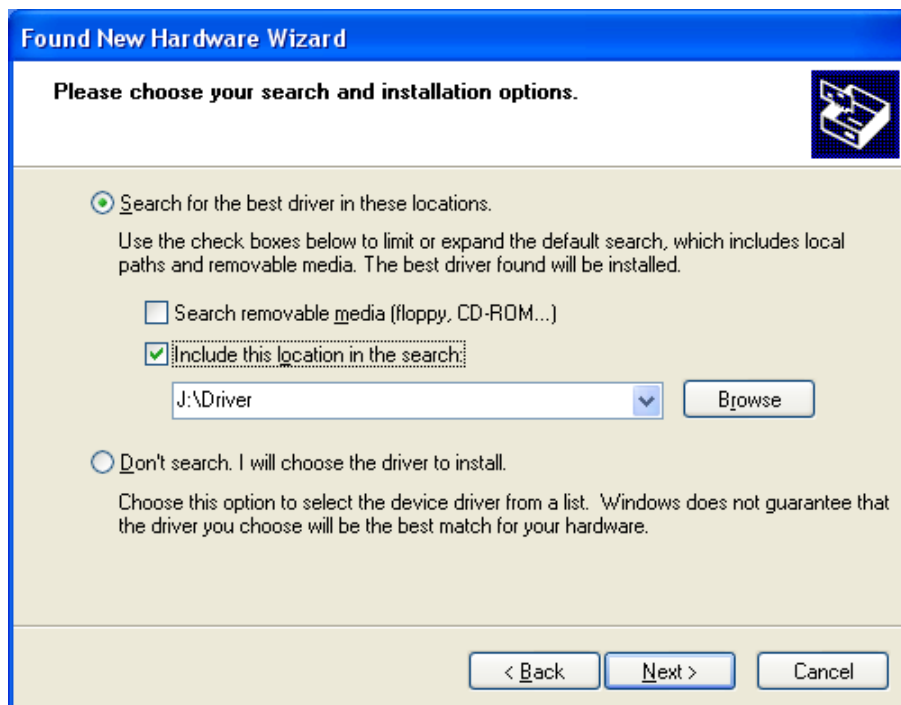 Found New Hardware Wizard
Please choose your search and installation options.
Search for the best driver in these locations.
Use the check boxes below to limit or expand the default search, which includes local
paths and removable media. The best driver found will be installed.
Search removable media (floppy, CD-ROM...)
Include this location in the search:
J:\Driver
Browse
Don't search. I will choose the driver to install.
Choose this option to select the device driver from a list. Windows does not guarantee that
the driver you choose will be the best match for your hardware.
< Back Next > Cancel